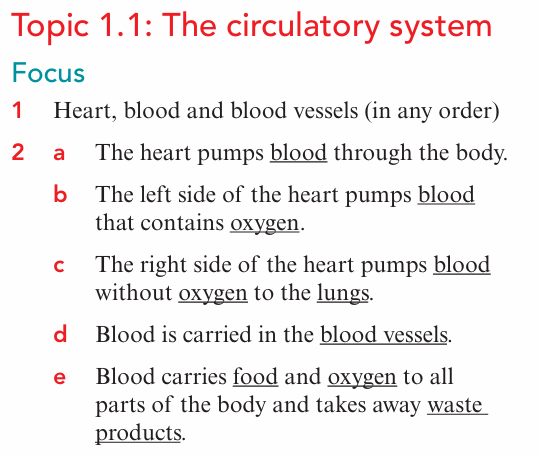 Topic 1.1: The circulatory system
Focus
1 Heart, blood and blood vessels (in any order)
2 a The heart pumps blood through the body.
b The left side of the heart pumps blood
that contains oxygen.
c The right side of the heart pumps blood
without oxygen to the lungs.
d Blood is carried in the blood vessels.
e Blood carries food and oxygen to all
parts of the body and takes away waste
products.